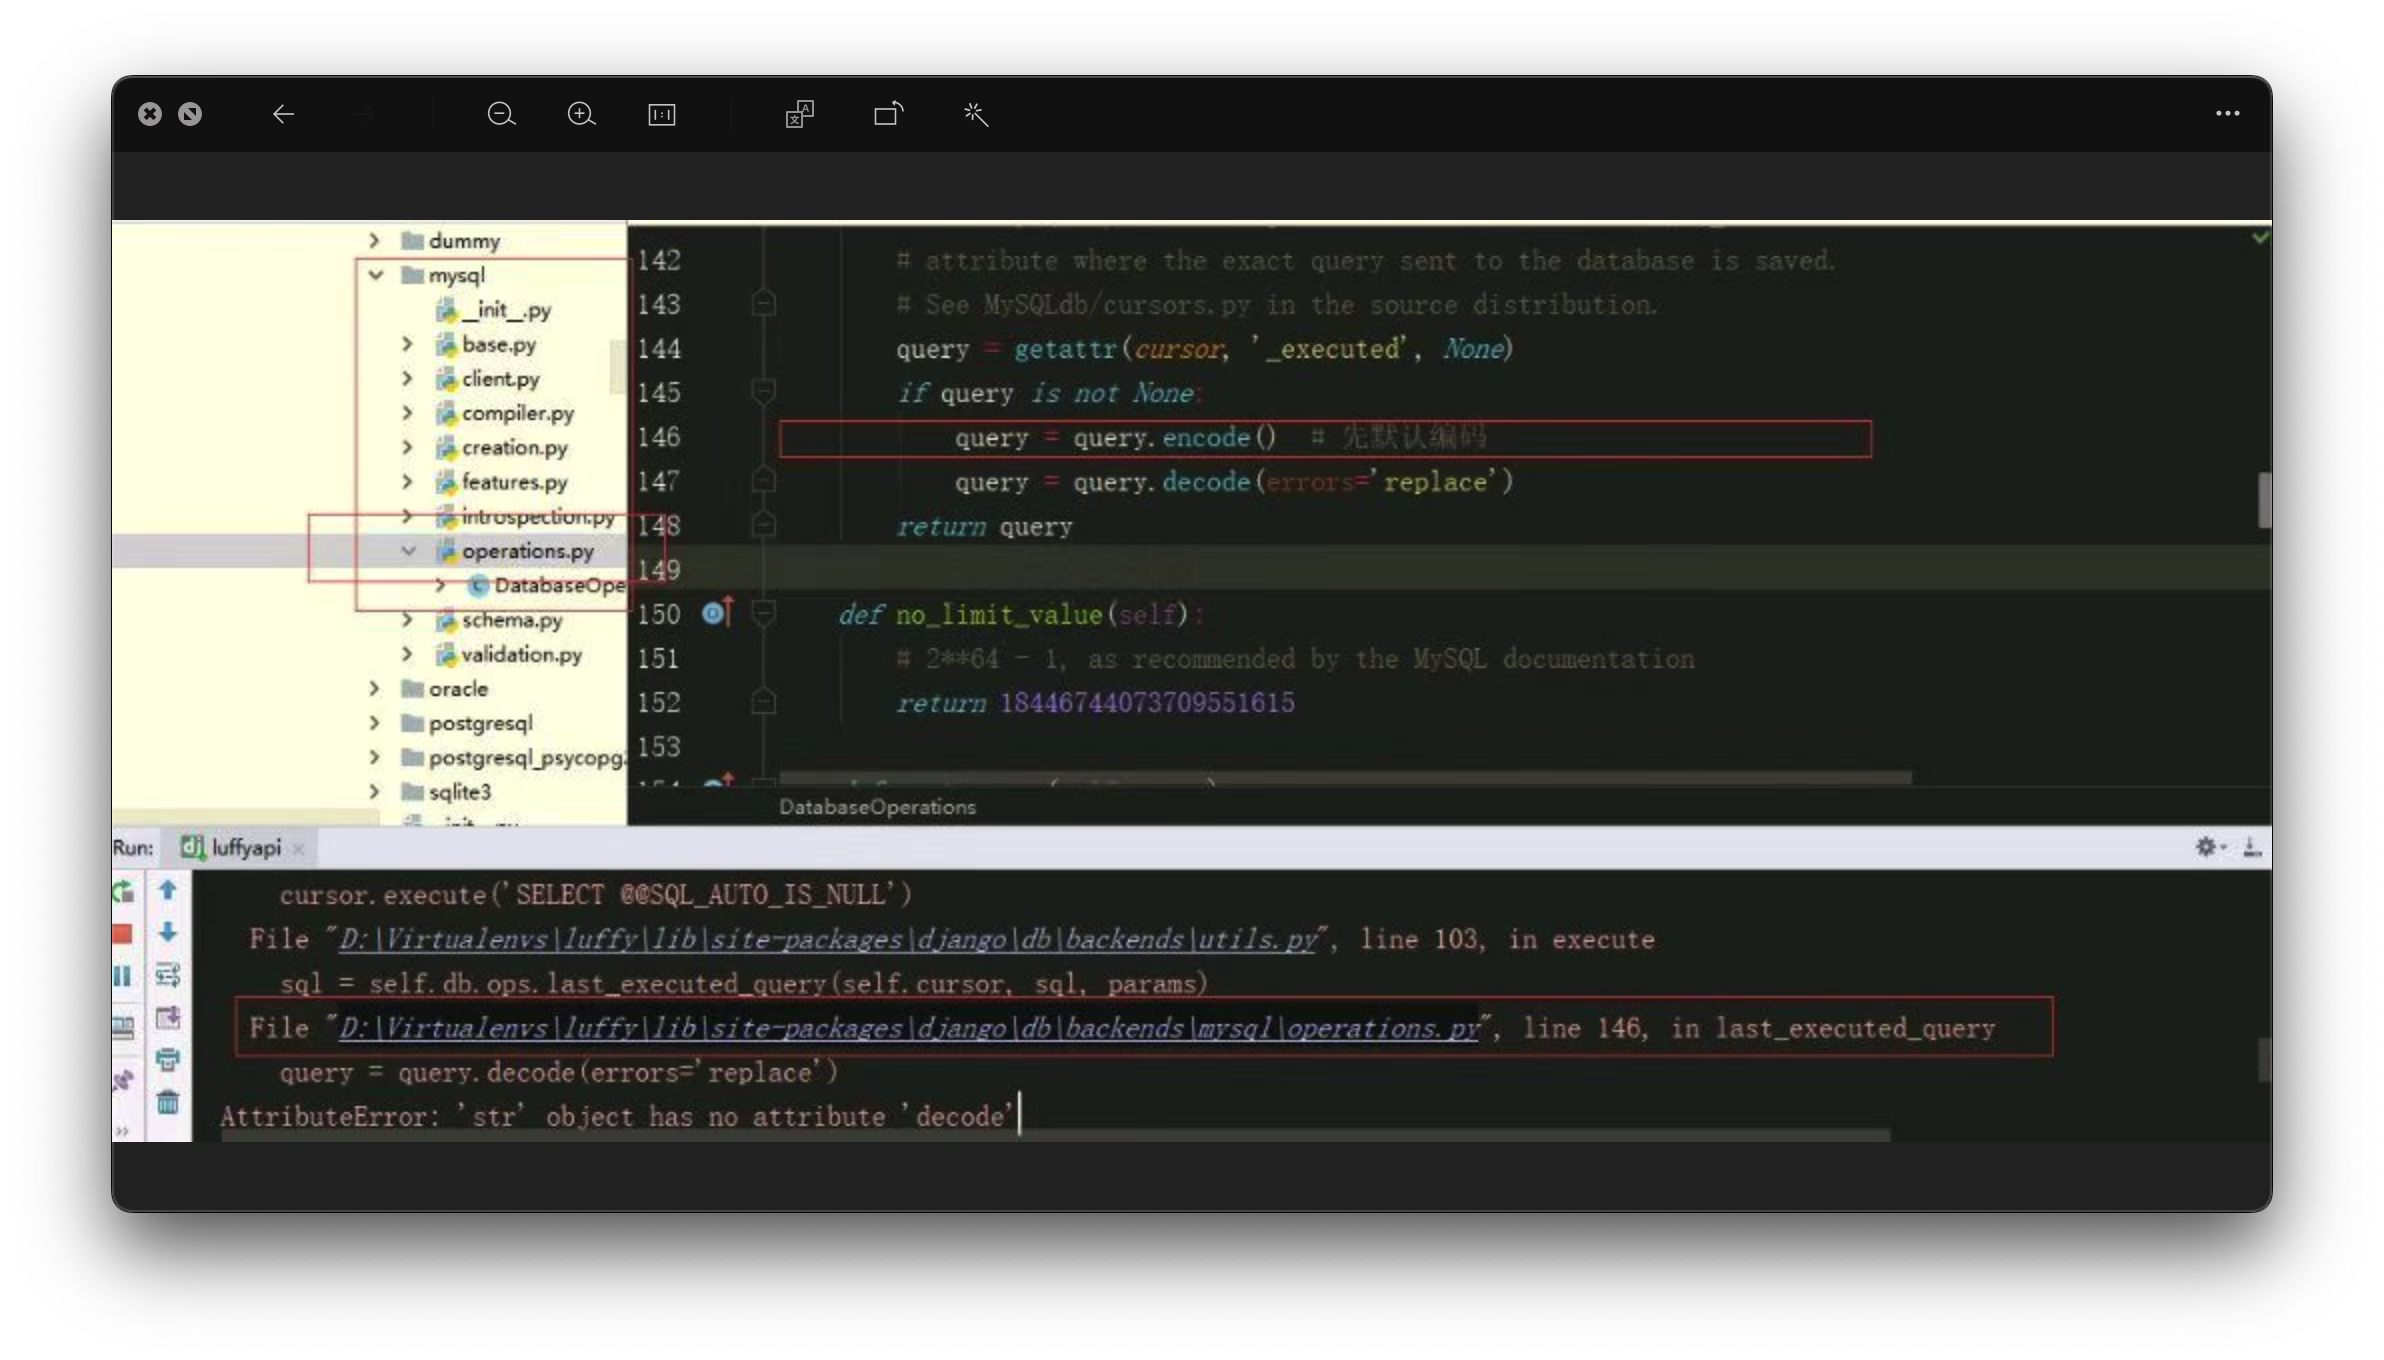 dummy
mysql
__init__.py
base.py
client.py
compiler.py
creation.py
features.py
introspection.py
operations.py
DatabaseOpe
schema.py
validation.py
oracle
postgresql
postgresql_psycopg
sqlite3
__init__.py
142 # attribute where the exact query sent to the database is saved.
143 # See MySQLdb/cursors.py in the source distribution.
144 query = getattr(cursor, '_executed', None)
145 if query is not None:
146 query = query.encode() # 先默认编码
147 query = query.decode(errors='replace')
148 return query
149
150 def no_limit_value(self):
151 # 2**64 - 1, as recommended by the MySQL documentation
152 return 18446744073709551615
153
DatabaseOperations
Run: luffyapi
cursor.execute('SELECT @@SQL_AUTO_IS_NULL')
File "D:\Virtualenvs\luffy\lib\site-packages\django\db\backends\utils.py", line 103, in execute
sql = self.db.ops.last_executed_query(self.cursor, sql, params)
File "D:\Virtualenvs\luffy\lib\site-packages\django\db\backends\mysql\operations.py", line 146, in last_executed_query
query = query.decode(errors='replace')
AttributeError: 'str' object has no attribute 'decode'